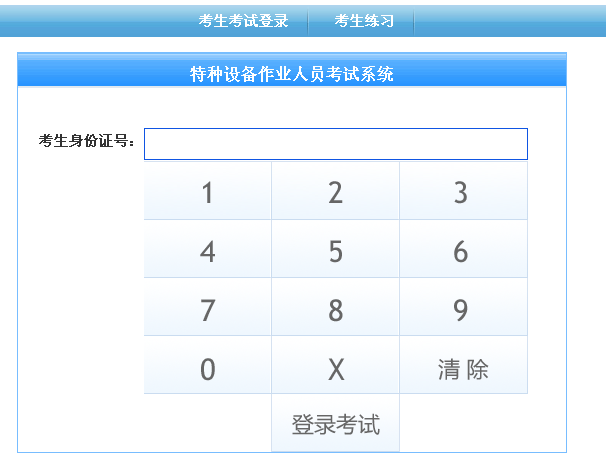 考生考试登录 考生练习
特种设备作业人员考试系统
考生身份证号：
1 2 3
4 5 6
7 8 9
0 X 清除
登录考试